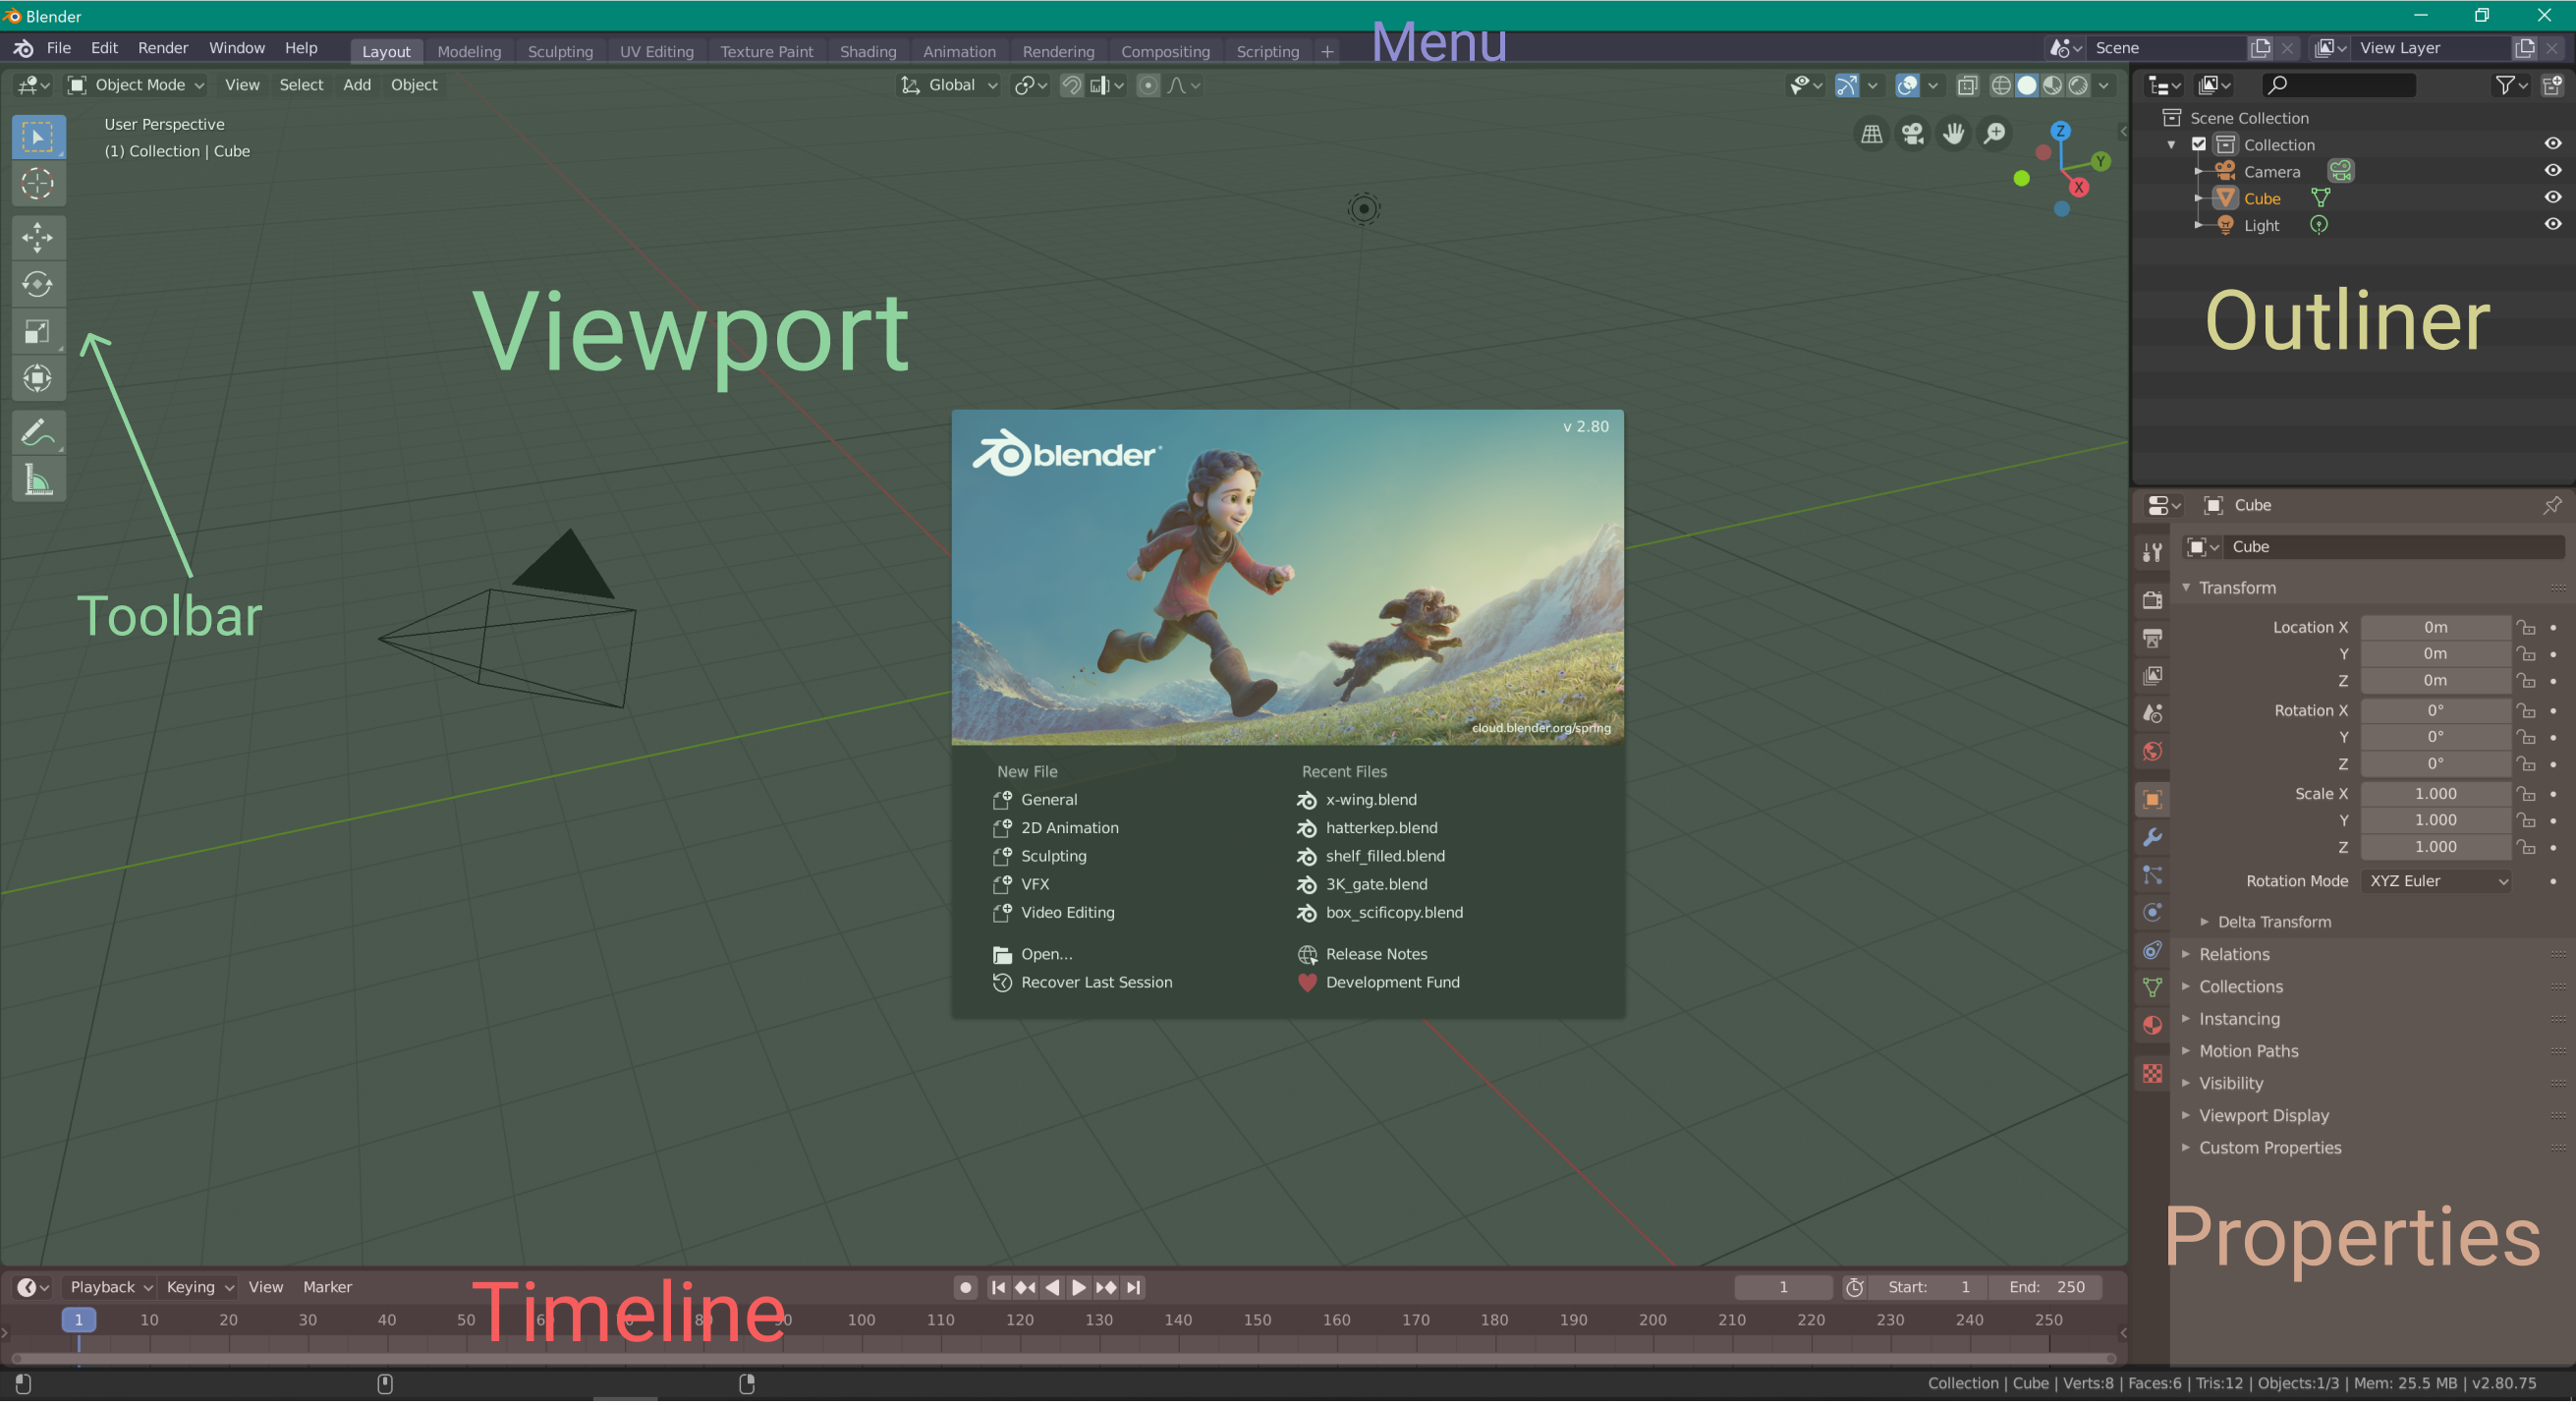 Blender
File Edit Render Window Help Layout Modeling Sculpting UV Editing Texture Paint Shading Animation Rendering Compositing Scripting + Menu Scene View Layer
Object Mode View Select Add Object Global
User Perspective
(1) Collection | Cube
Z
Y
X
Viewport
Toolbar
blender
v 2.80
cloud.blender.org/spring
New File
General
2D Animation
Sculpting
VFX
Video Editing
Open...
Recover Last Session
Recent Files
x-wing.blend
hatterkep.blend
shelf_filled.blend
3K_gate.blend
box_scificopy.blend
Release Notes
Development Fund
Scene Collection
Collection
Camera
Cube
Light
Outliner
Cube
Cube
Transform
Location X 0m
Y 0m
Z 0m
Rotation X 0°
Y 0°
Z 0°
Scale X 1.000
Y 1.000
Z 1.000
Rotation Mode XYZ Euler
Delta Transform
Relations
Collections
Instancing
Motion Paths
Visibility
Viewport Display
Custom Properties
Properties
Playback Keying View Marker 1 Start: 1 End: 250
Timeline
1 10 20 30 40 50 100 110 120 130 140 150 160 170 180 190 200 210 220 230 240 250
Collection | Cube | Verts:8 | Faces:6 | Tris:12 | Objects:1/3 | Mem: 25.5 MB | v2.80.75